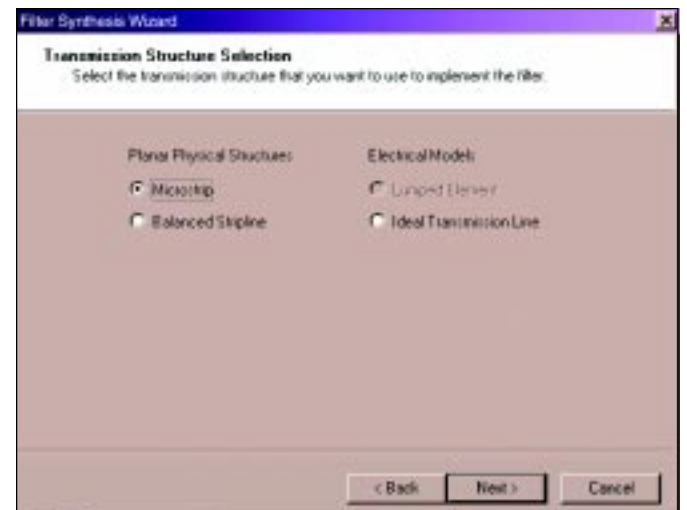 Filter Synthesis Wizard
Transmission Structure Selection
Select the transmission structure that you want to use to implement the filter.
Planar Physical Structures
Electrical Models
Microstrip
Lumped Element
Balanced Stripline
Ideal Transmission Line
< Back
Next >
Cancel